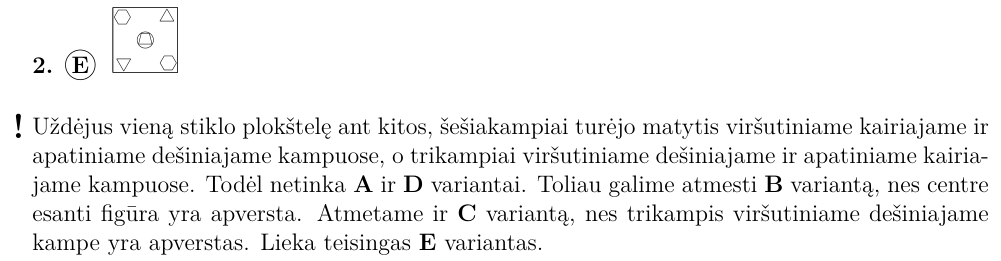 2. E
! Uždėjus vieną stiklo plokštelę ant kitos, šešiakampiai turėjo matytis viršutiniame kairiajame ir
apatiniame dešiniajame kampuose, o trikampiai viršutiniame dešiniajame ir apatiniame kairia-
jame kampuose. Todėl netinka A ir D variantai. Toliau galime atmesti B variantą, nes centre
esanti figūra yra apversta. Atmetame ir C variantą, nes trikampis viršutiniame dešiniajame
kampe yra apverstas. Lieka teisingas E variantas.